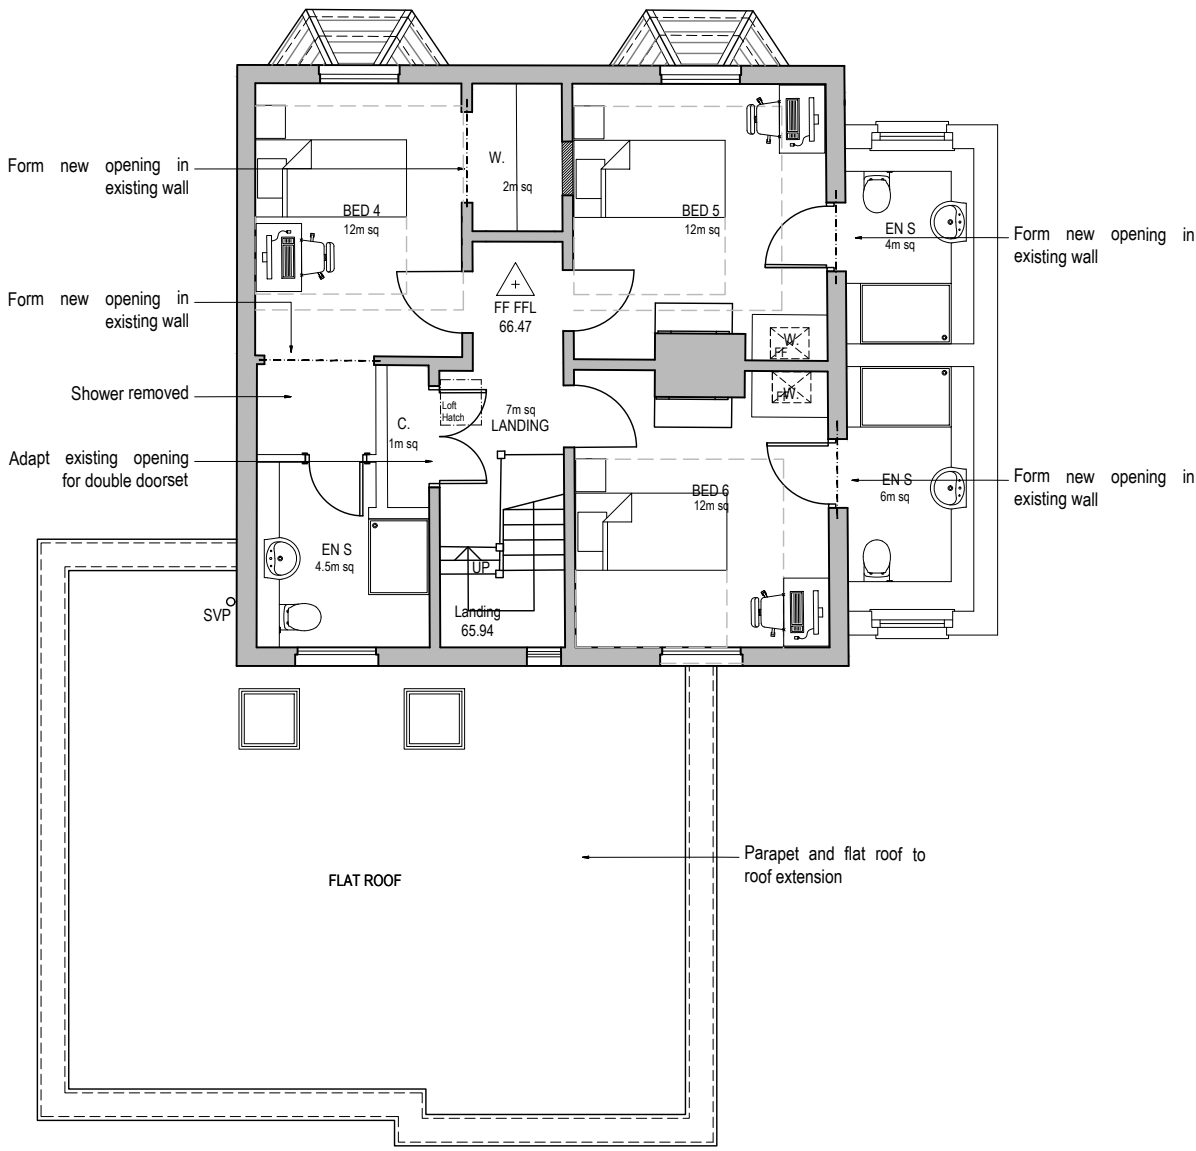 Form new opening in
existing wall
W.
2m sq
BED 4
12m sq
BED 5
12m sq
EN S
4m sq
Form new opening in
existing wall
Form new opening in
existing wall
FF FFL
66.47
W.
FF
Shower removed
W.
FF
Loft
Hatch
7m sq
LANDING
C.
1m sq
Adapt existing opening
for double doorset
BED 6
12m sq
EN S
6m sq
Form new opening in
existing wall
EN S
4.5m sq
UP
SVP
Landing
65.94
Parapet and flat roof to
roof extension
FLAT ROOF